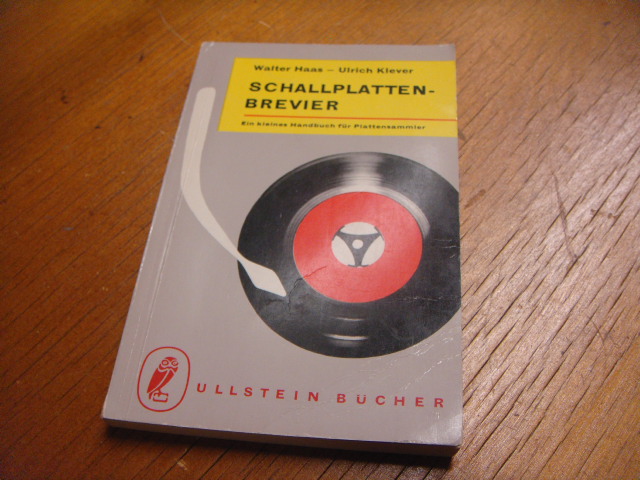 Walter Haas – Ulrich Klever
SCHALLPLATTEN-
BREVIER
Ein kleines Handbuch für Plattensammler
ULLSTEIN BÜCHER